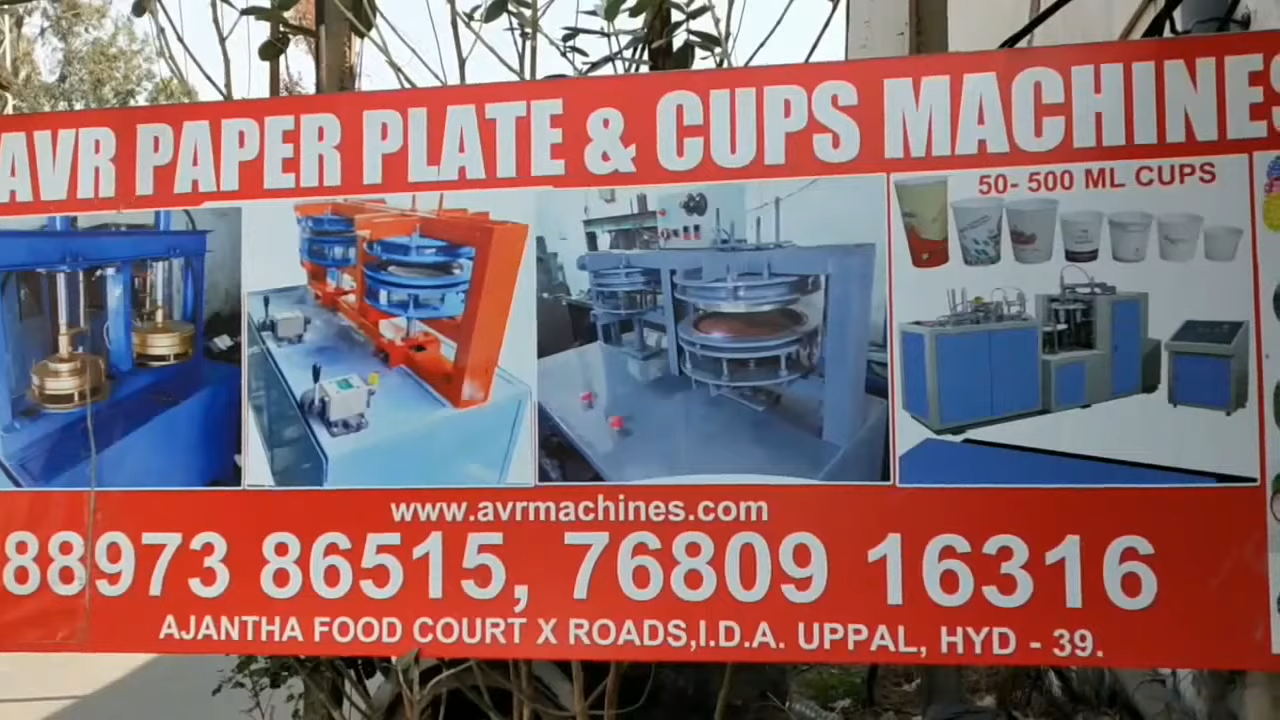 AVR PAPER PLATE & CUPS MACHINES
50- 500 ML CUPS
www.avrmachines.com
88973 86515, 76809 16316
AJANTHA FOOD COURT X ROADS,I.D.A. UPPAL, HYD - 39.